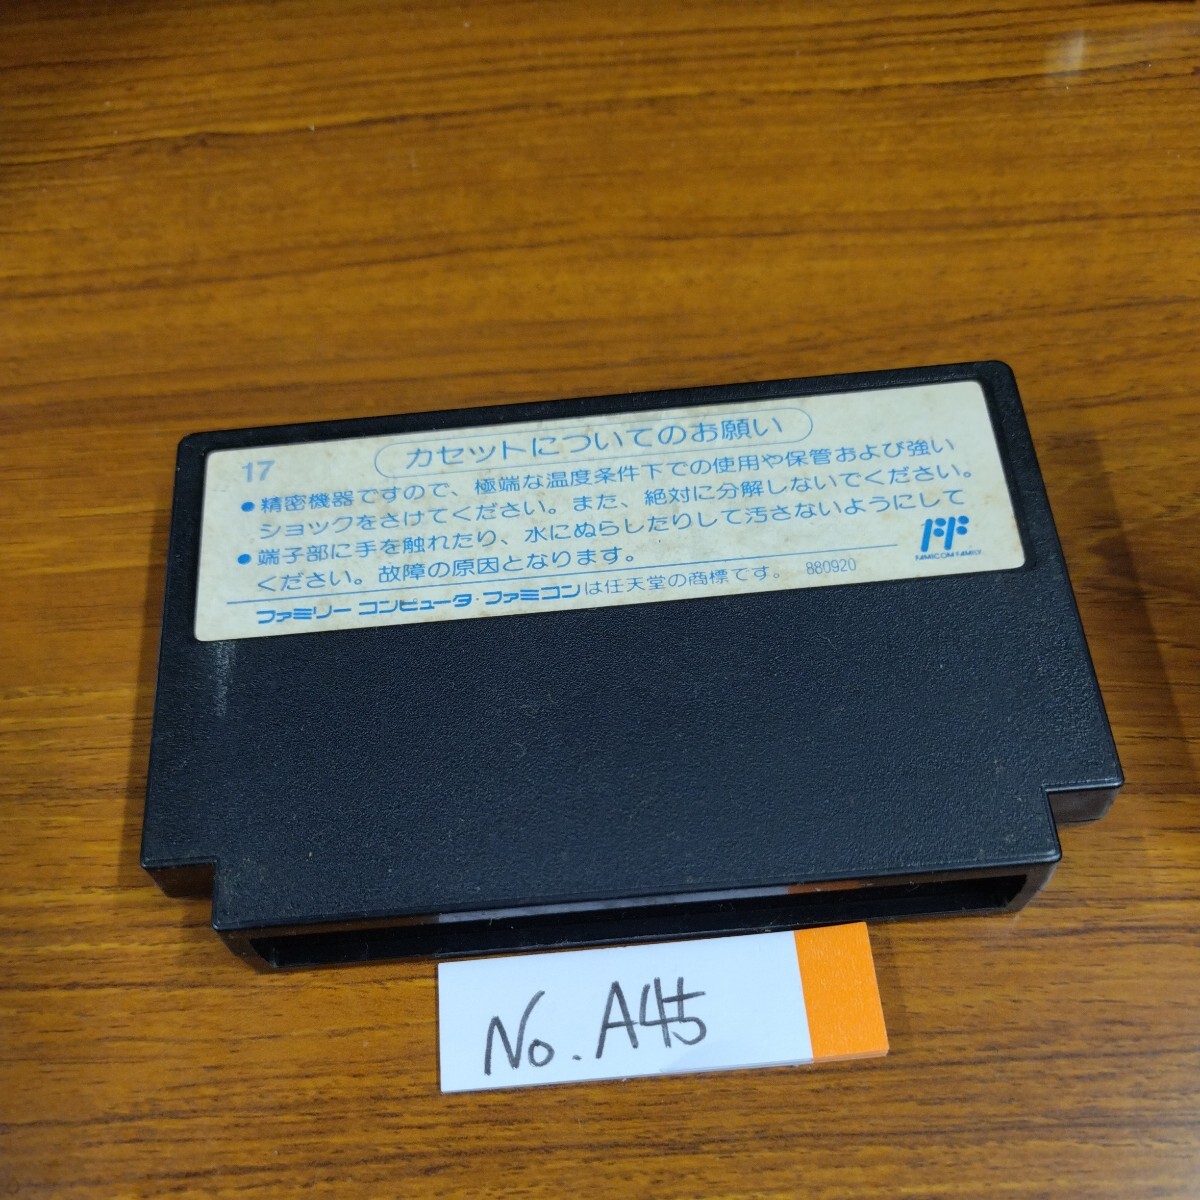 17
カセットについてのお願い
●精密機器ですので、極端な温度条件下での使用や保管および強い
ショックをさけてください。また、絶対に分解しないでください。
●端子部に手を触れたり、水にぬらしたりして汚さないようにして
ください。故障の原因となります。
FAMICOM FAMILY
ファミリーコンピュータ・ファミコンは任天堂の商標です。 880920
No. A45